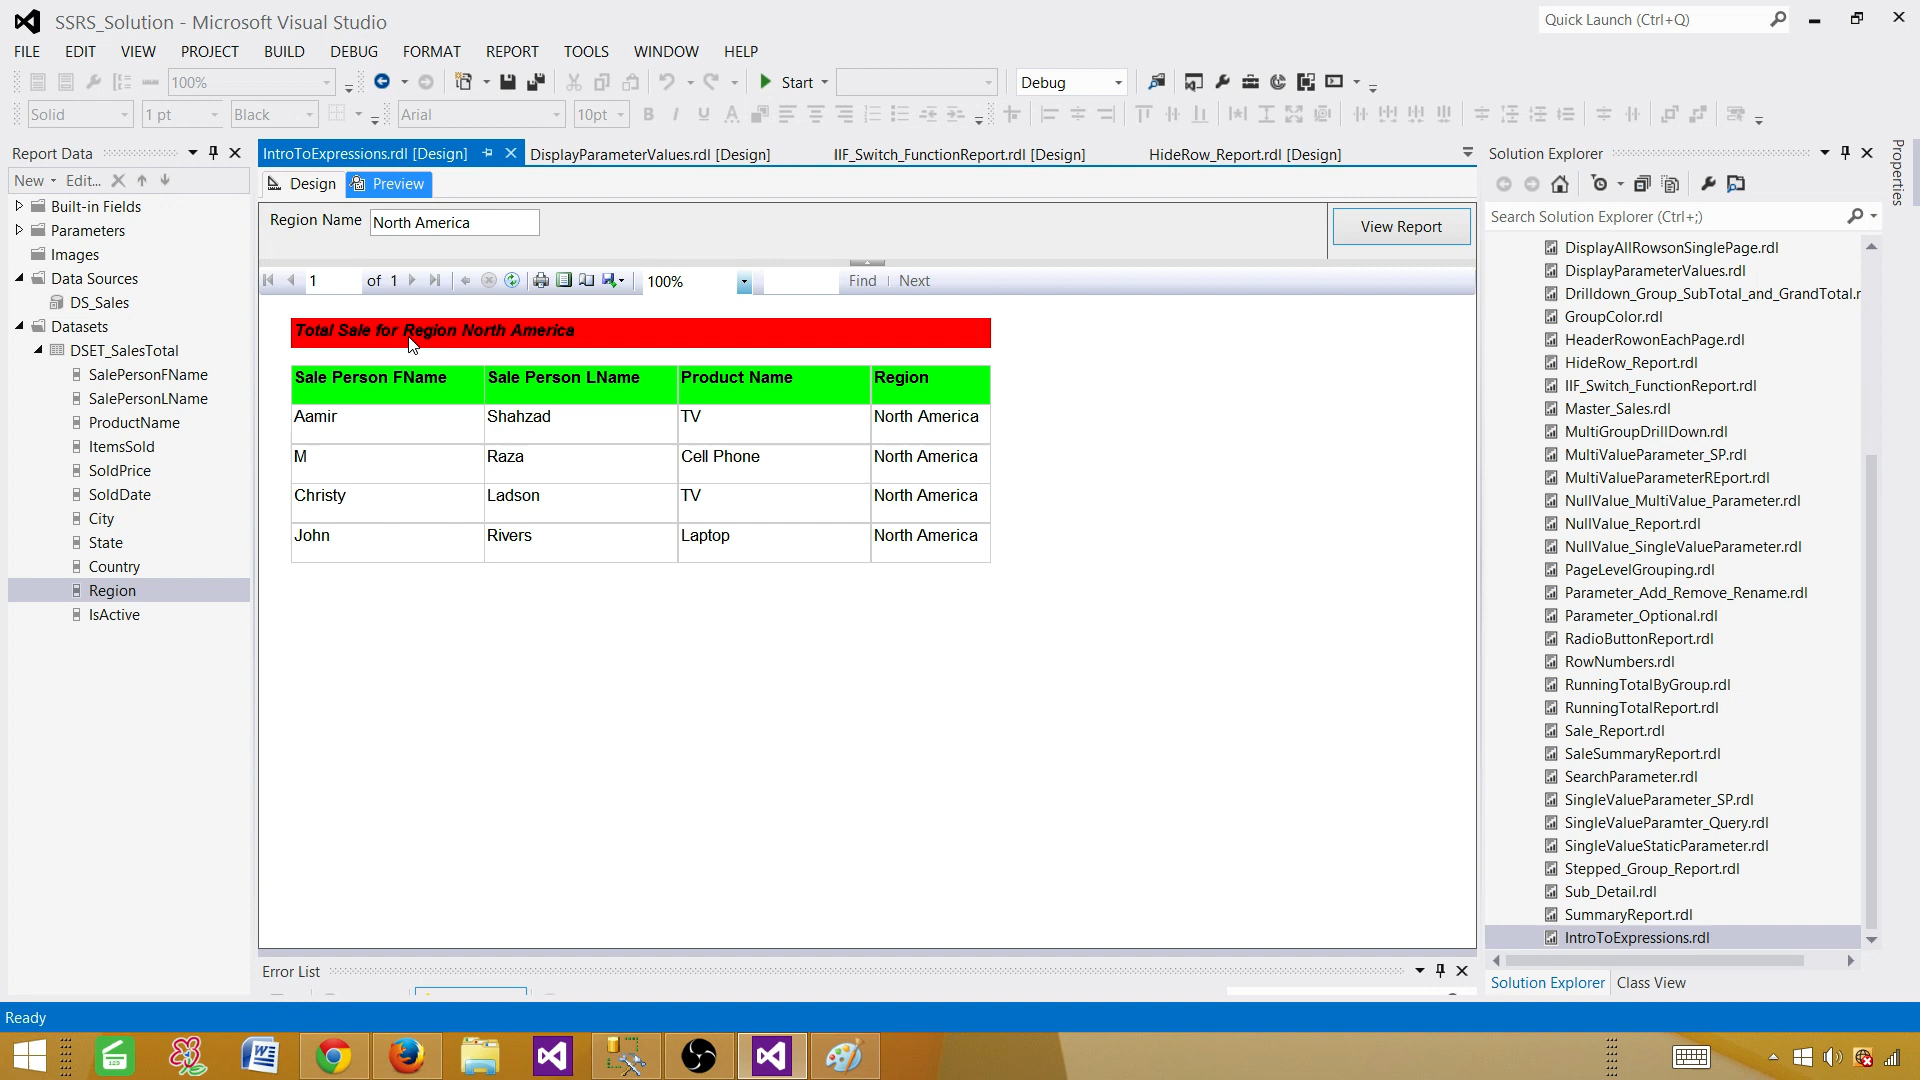 SSRS_Solution - Microsoft Visual Studio
Quick Launch (Ctrl+Q)
FILE EDIT VIEW PROJECT BUILD DEBUG FORMAT REPORT TOOLS WINDOW HELP
100% Start Debug
Solid 1 pt Black Arial 10pt
Report Data
New Edit...
Built-in Fields
Parameters
Images
Data Sources
DS_Sales
Datasets
DSET_SalesTotal
SalePersonFName
SalePersonLName
ProductName
ItemsSold
SoldPrice
SoldDate
City
State
Country
Region
IsActive
IntroToExpressions.rdl [Design] DisplayParameterValues.rdl [Design] IIF_Switch_FunctionReport.rdl [Design] HideRow_Report.rdl [Design]
Design Preview
Region Name North America View Report
1 of 1 100% Find Next
Total Sale for Region North America
Sale Person FName Sale Person LName Product Name Region
Aamir Shahzad TV North America
M Raza Cell Phone North America
Christy Ladson TV North America
John Rivers Laptop North America
Error List
Solution Explorer
Search Solution Explorer (Ctrl+;)
DisplayAllRowsonSinglePage.rdl
DisplayParameterValues.rdl
Drilldown_Group_SubTotal_and_GrandTotal.r
GroupColor.rdl
HeaderRowonEachPage.rdl
HideRow_Report.rdl
IIF_Switch_FunctionReport.rdl
Master_Sales.rdl
MultiGroupDrillDown.rdl
MultiValueParameter_SP.rdl
MultiValueParameterREport.rdl
NullValue_MultiValue_Parameter.rdl
NullValue_Report.rdl
NullValue_SingleValueParameter.rdl
PageLevelGrouping.rdl
Parameter_Add_Remove_Rename.rdl
Parameter_Optional.rdl
RadioButtonReport.rdl
RowNumbers.rdl
RunningTotalByGroup.rdl
RunningTotalReport.rdl
Sale_Report.rdl
SaleSummaryReport.rdl
SearchParameter.rdl
SingleValueParameter_SP.rdl
SingleValueParamter_Query.rdl
SingleValueStaticParameter.rdl
Stepped_Group_Report.rdl
Sub_Detail.rdl
SummaryReport.rdl
IntroToExpressions.rdl
Solution Explorer Class View
Properties
Ready